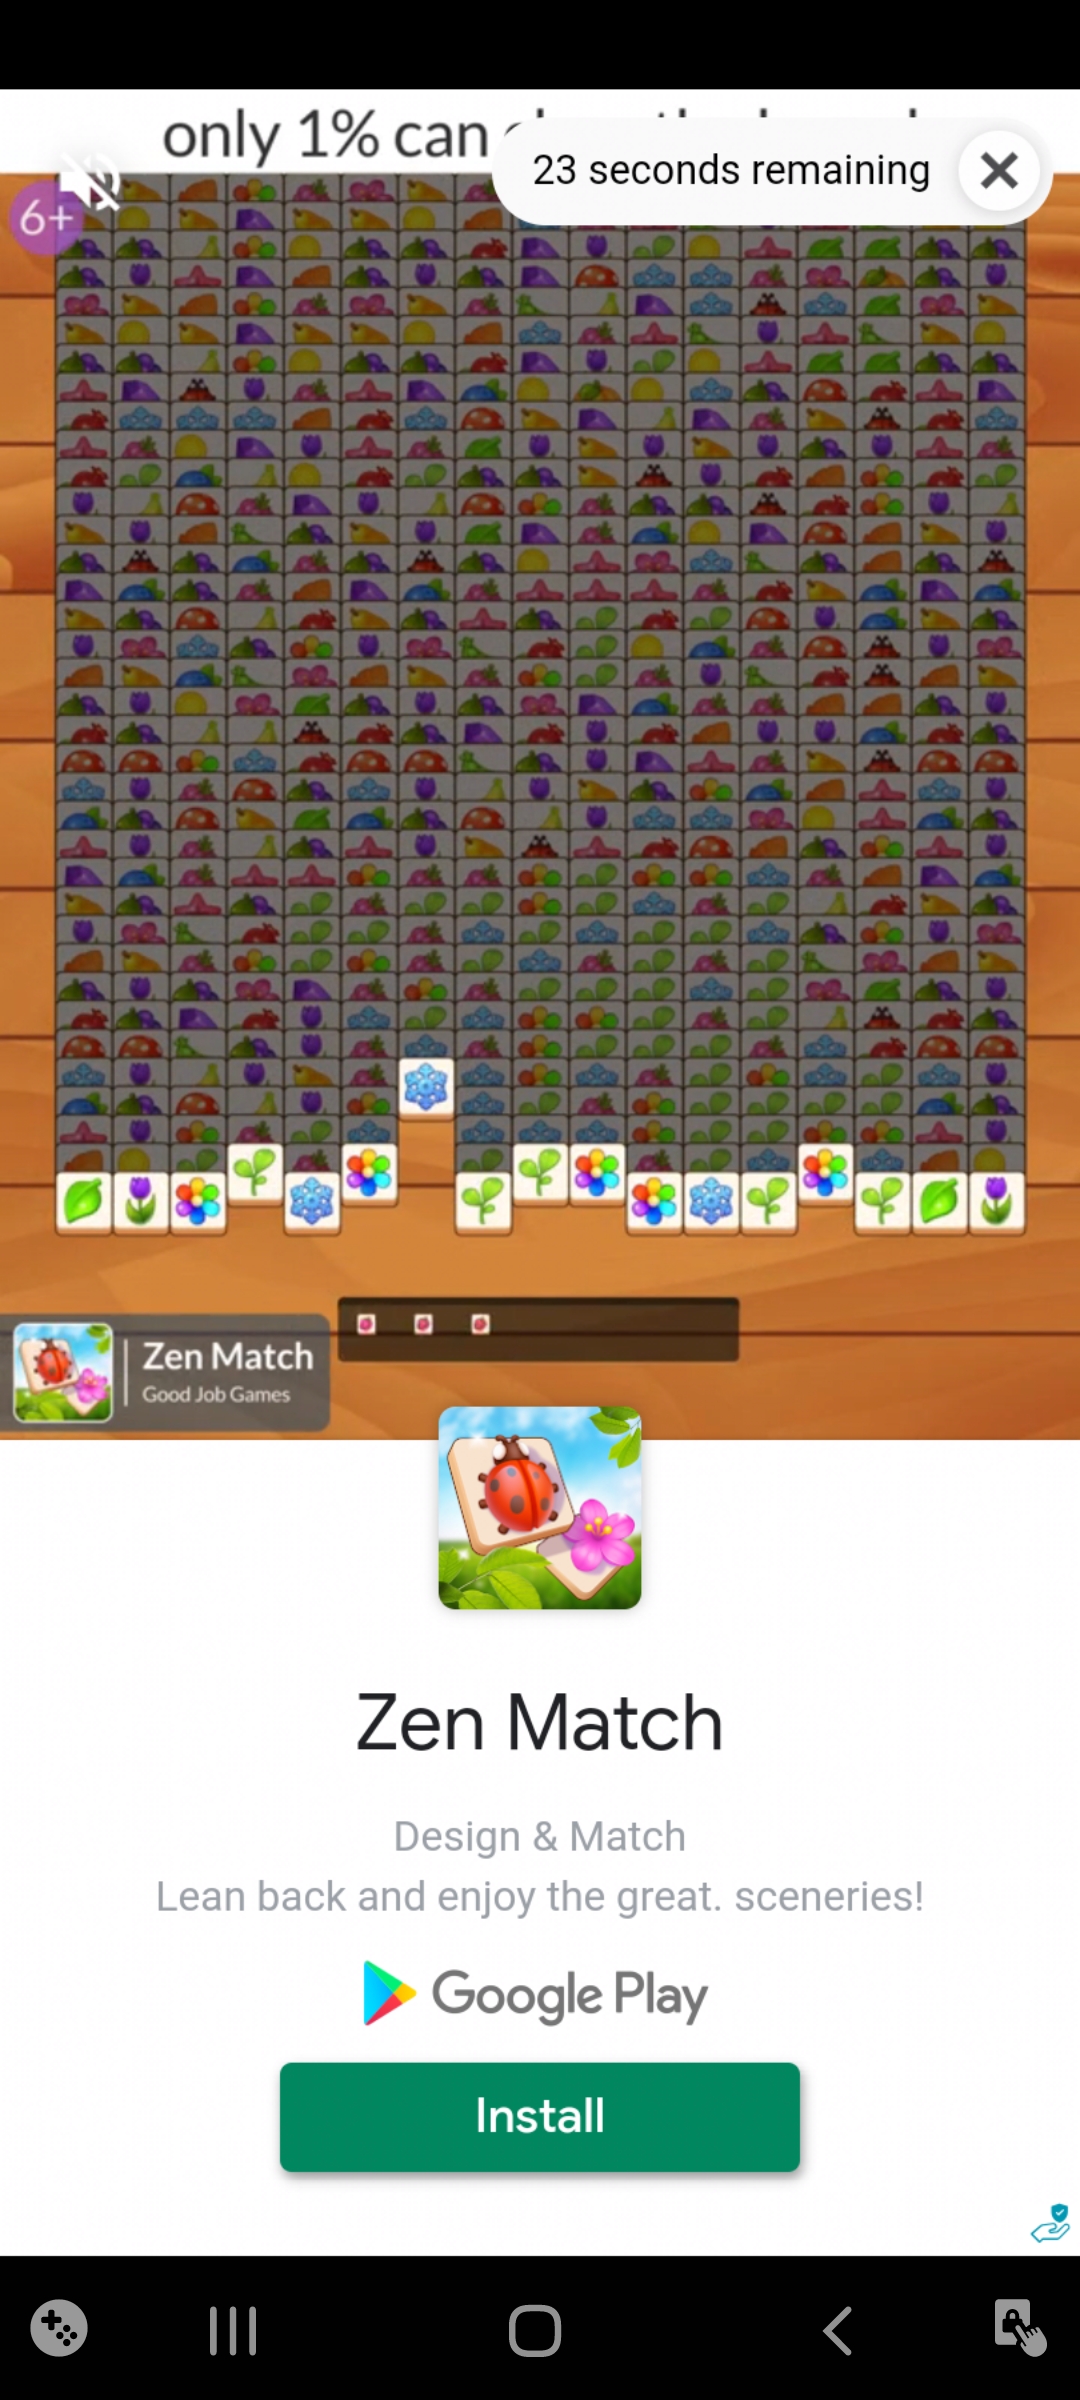 only 1% can
23 seconds remaining
6+
Zen Match
Good Job Games
Zen Match
Design & Match
Lean back and enjoy the great. sceneries!
Google Play
Install